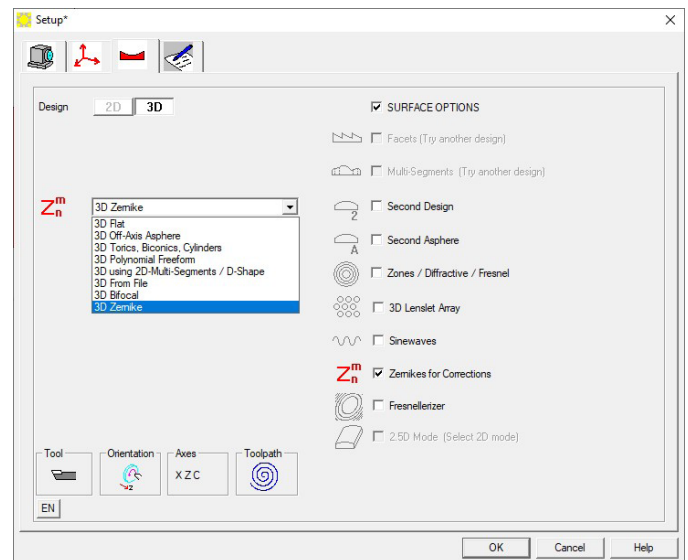 Setup*
Design
2D
3D
SURFACE OPTIONS
Facets (Try another design)
Multi-Segments (Try another design)
Z m n
3D Zernike
3D Flat
3D Off-Axis Asphere
3D Torics, Biconics, Cylinders
3D Polynomial Freeform
3D using 2D-Multi-Segments / D-Shape
3D From File
3D Bifocal
3D Zernike
2
Second Design
A
Second Asphere
Zones / Diffractive / Fresnel
3D Lenslet Array
Sinewaves
Z m n
Zernikes for Corrections
Fresnellerizer
2.5D Mode (Select 2D mode)
Tool
Orientation
Z
Axes
X Z C
Toolpath
EN
OK
Cancel
Help